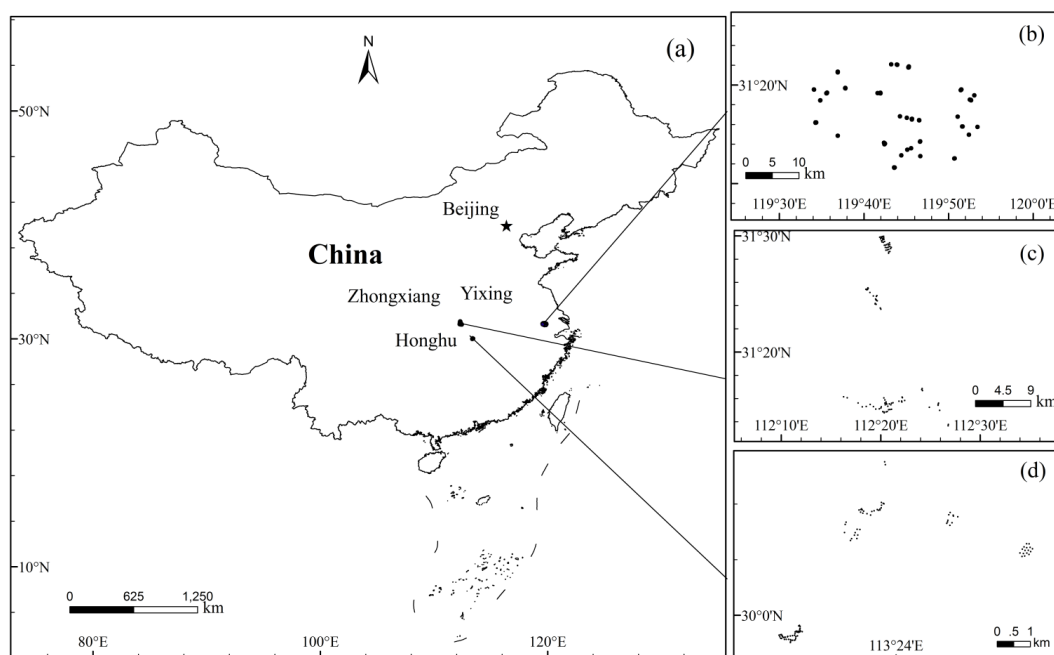 N
(a)
50°N
Beijing
China
Zhongxiang
Yixing
30°N
Honghu
10°N
0 625 1,250
km
80°E 100°E 120°E
(b)
31°20'N
0 5 10
km
119°30'E 119°40'E 119°50'E 120°0'E
31°30'N
(c)
31°20'N
0 4.5 9
km
112°10'E 112°20'E 112°30'E
(d)
30°0'N
0 .5 1
km
113°24'E